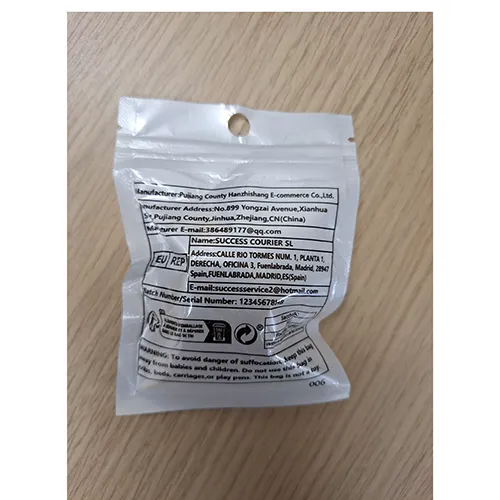 Manufacturer:Pujiang County Hanzhishang E-commerce Co.,Ltd.
Manufacturer Address:No.899 Yongzai Avenue,Xianhua
Pujiang County,Jinhua,Zhejiang,CN(China)
E-mail:386489177@qq.com
Name:SUCCESS COURIER SL
EU REP
Address:CALLE RIO TORMES NUM. 1, PLANTA 1,
DERECHA, OFICINA 3, Fuenlabrada, Madrid, 28947
Spain,FUENLABRADA,MADRID,ES(Spain)
E-mail:successservice2@hotmail.com
Batch Number/Serial Number: 12345678
WARNING: To avoid danger of suffocation, keep this bag
away from babies and children. Do not use this bag in
cribs, beds, carriages,or play pens. This bag is not a toy.
006